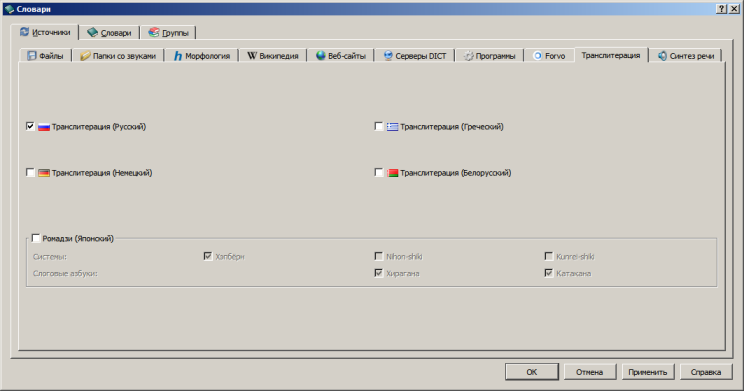 Словари
Источники Словари Группы
Файлы Папки со звуками Морфология Википедия Веб-сайты Серверы DICT Программы Forvo Транслитерация Синтез речи
Транслитерация (Русский) Транслитерация (Греческий)
Транслитерация (Немецкий) Транслитерация (Белорусский)
Ромадзи (Японский)
Системы: Хэпбёрн Nihon-shiki Kunrei-shiki
Слоговые азбуки: Хирагана Катакана
OK Отмена Применить Справка